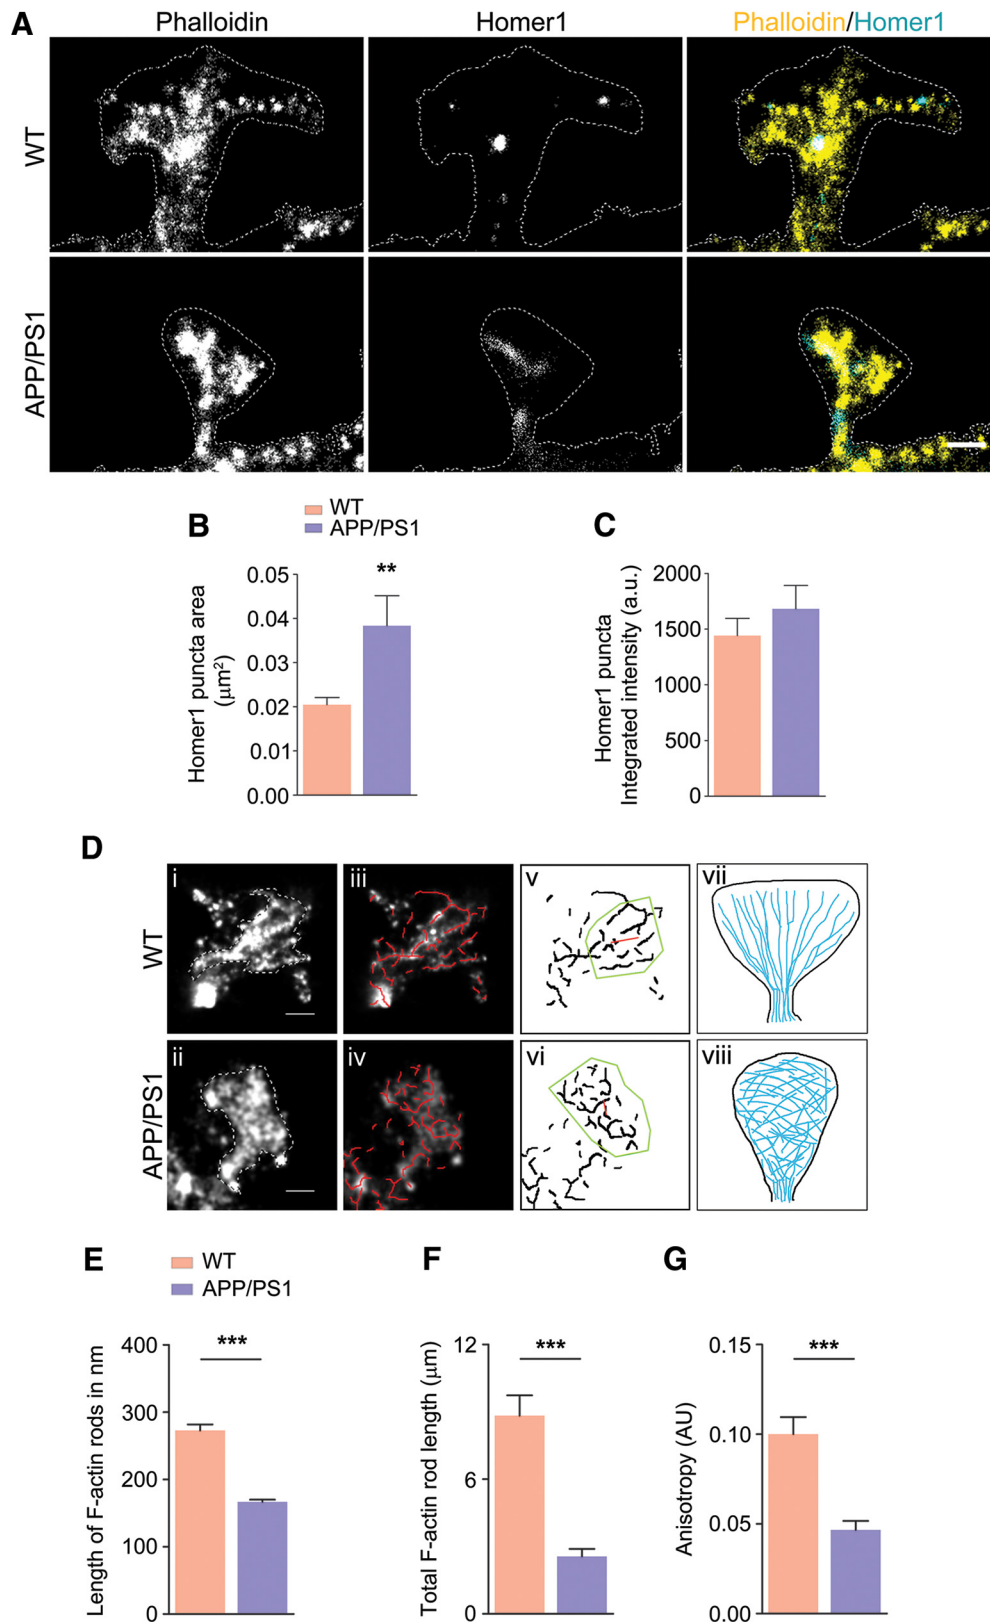 A
Phalloidin
Homer1
Phalloidin/Homer1
WT
APP/PS1
B
WT
APP/PS1
Homer1 puncta area
(μm²)
0.05
0.04
0.03
0.02
0.01
0.00
**
C
Homer1 puncta
Integrated intensity (a.u.)
2000
1500
1000
500
0
D
WT
i
iii
v
vii
APP/PS1
ii
iv
vi
viii
E
WT
APP/PS1
Length of F-actin rods in nm
400
300
200
100
0
***
F
Total F-actin rod length (μm)
12
6
0
***
G
Anisotropy (AU)
0.15
0.10
0.05
0.00
***